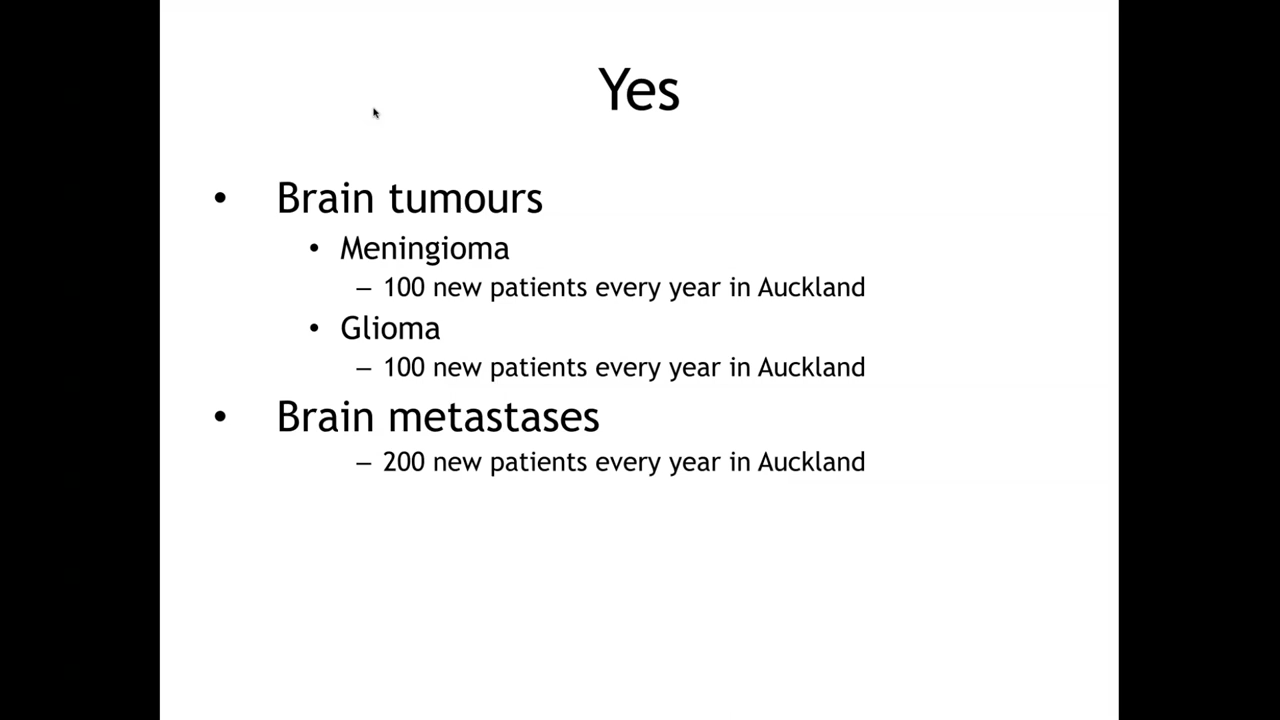 Yes
• Brain tumours
• Meningioma
– 100 new patients every year in Auckland
• Glioma
– 100 new patients every year in Auckland
• Brain metastases
– 200 new patients every year in Auckland